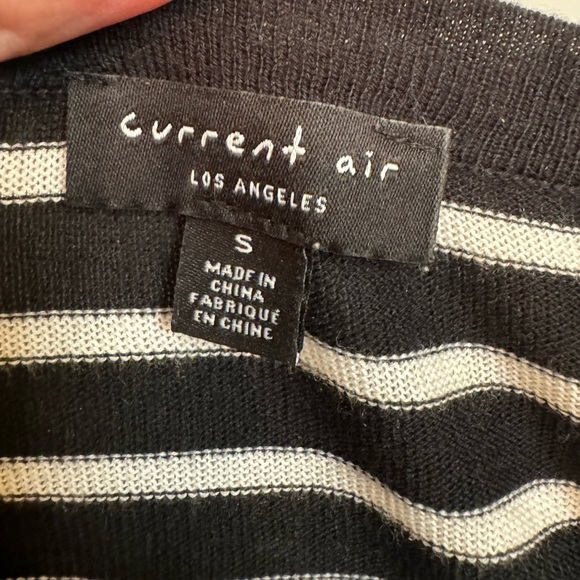 current air
LOS ANGELES
S
MADE IN
CHINA
FABRIQUÉ
EN CHINE